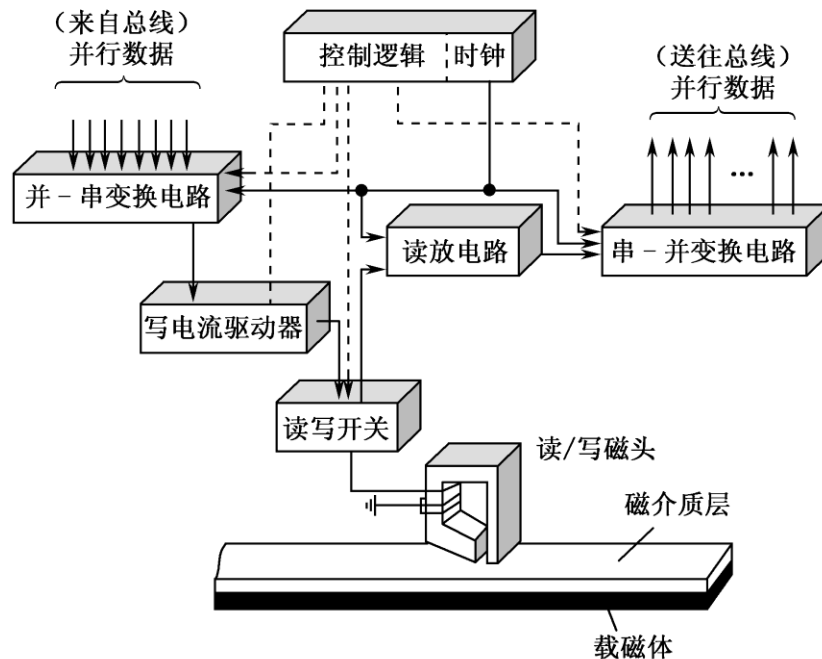 （来自总线）
并行数据
控制逻辑 时钟
（送往总线）
并行数据
并－串变换电路
读放电路
串－并变换电路
写电流驱动器
读写开关
读/写磁头
磁介质层
载磁体